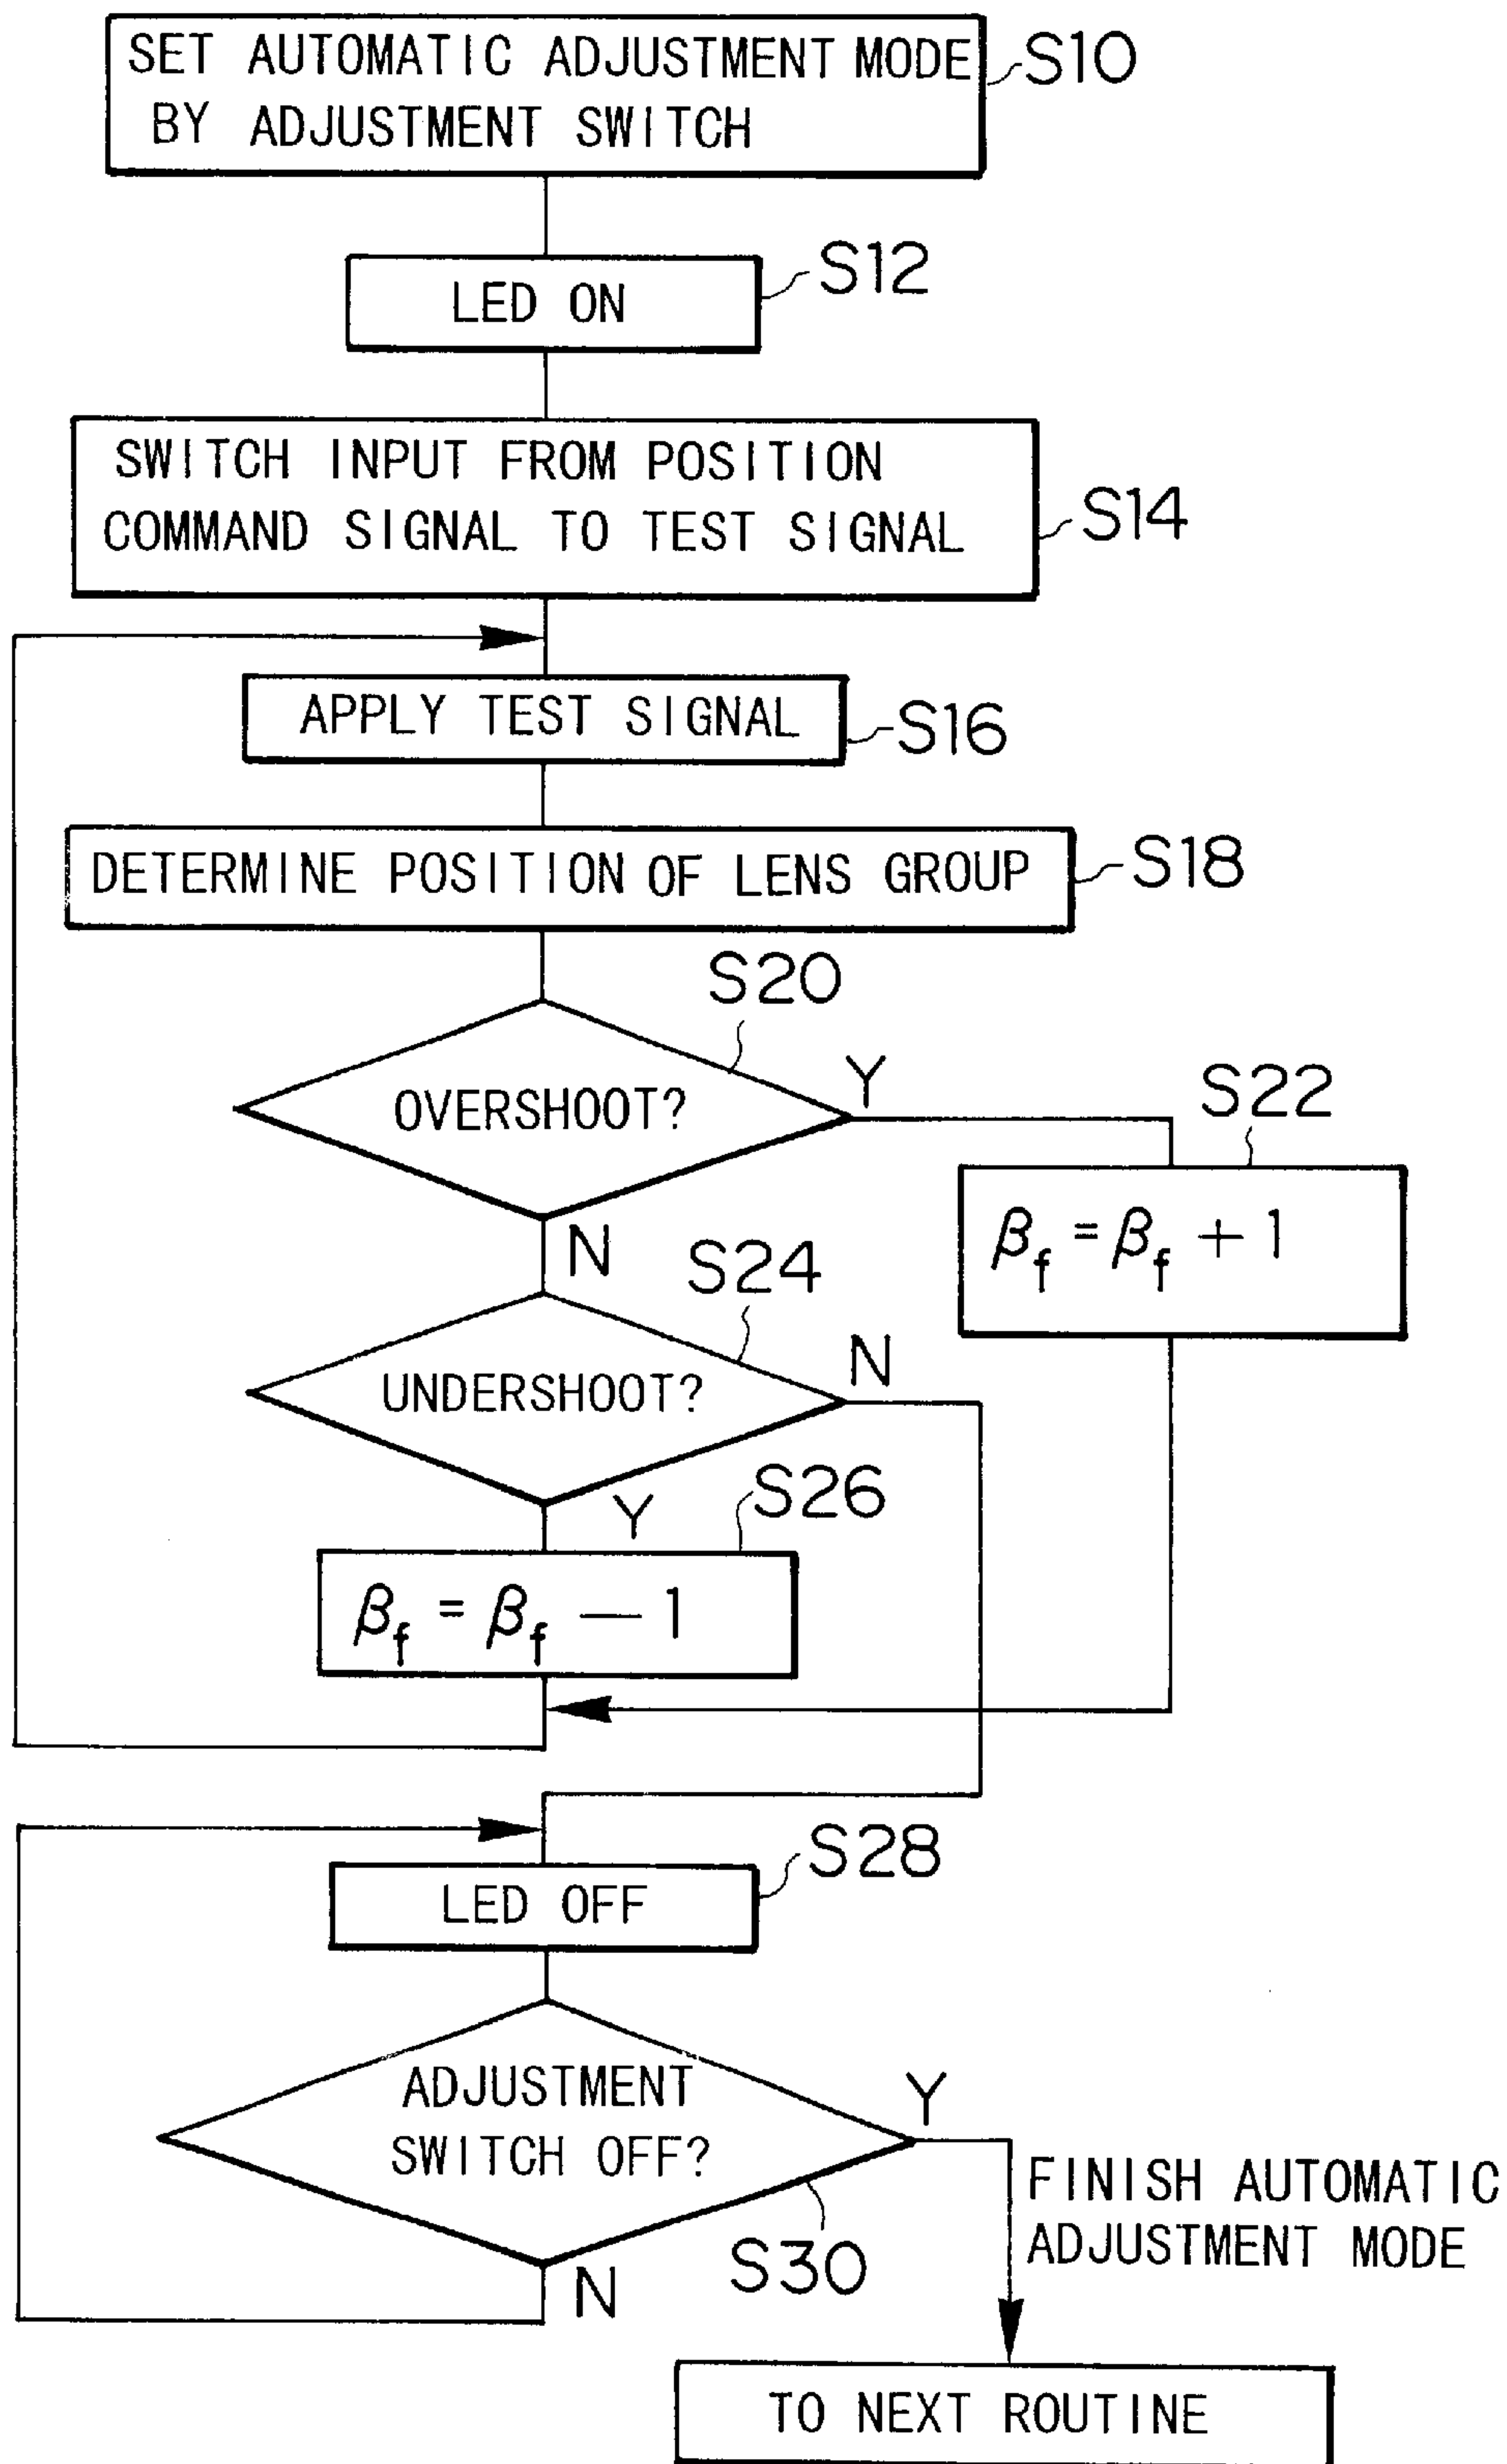 SET AUTOMATIC ADJUSTMENT MODE
BY ADJUSTMENT SWITCH
S10
LED ON
S12
SWITCH INPUT FROM POSITION
COMMAND SIGNAL TO TEST SIGNAL
S14
APPLY TEST SIGNAL
S16
DETERMINE POSITION OF LENS GROUP
S18
S20
OVERSHOOT?
Y
N
S22
βf = βf + 1
S24
UNDERSHOOT?
N
Y
S26
βf = βf − 1
S28
LED OFF
ADJUSTMENT
SWITCH OFF?
Y
N
S30
FINISH AUTOMATIC
ADJUSTMENT MODE
TO NEXT ROUTINE